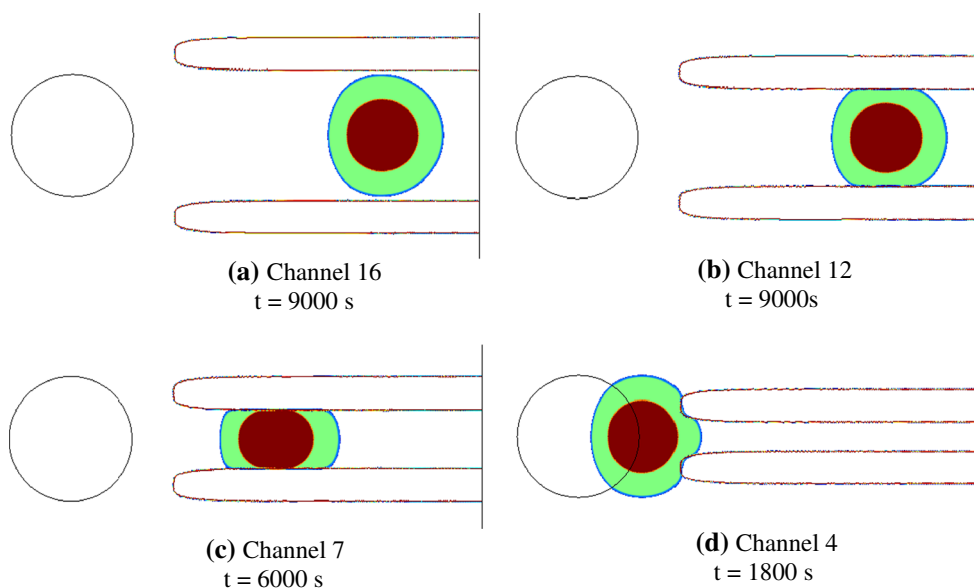 (a) Channel 16
t = 9000 s
(b) Channel 12
t = 9000s
(c) Channel 7
t = 6000 s
(d) Channel 4
t = 1800 s